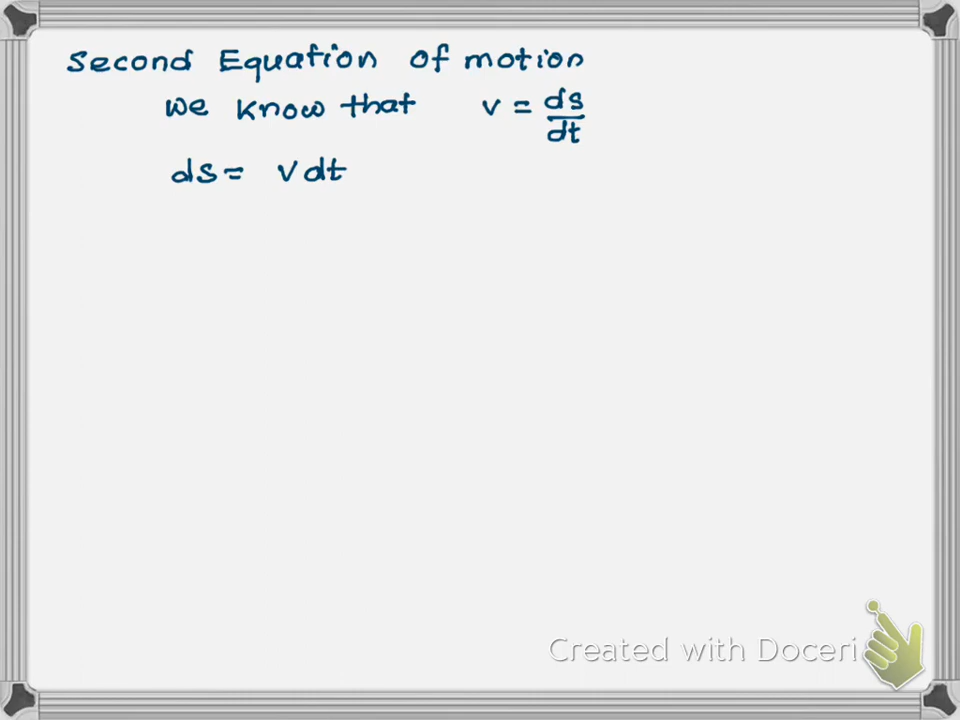 Second Equation of motion
We know that v = ds/dt
ds = vdt
Created with Doceri